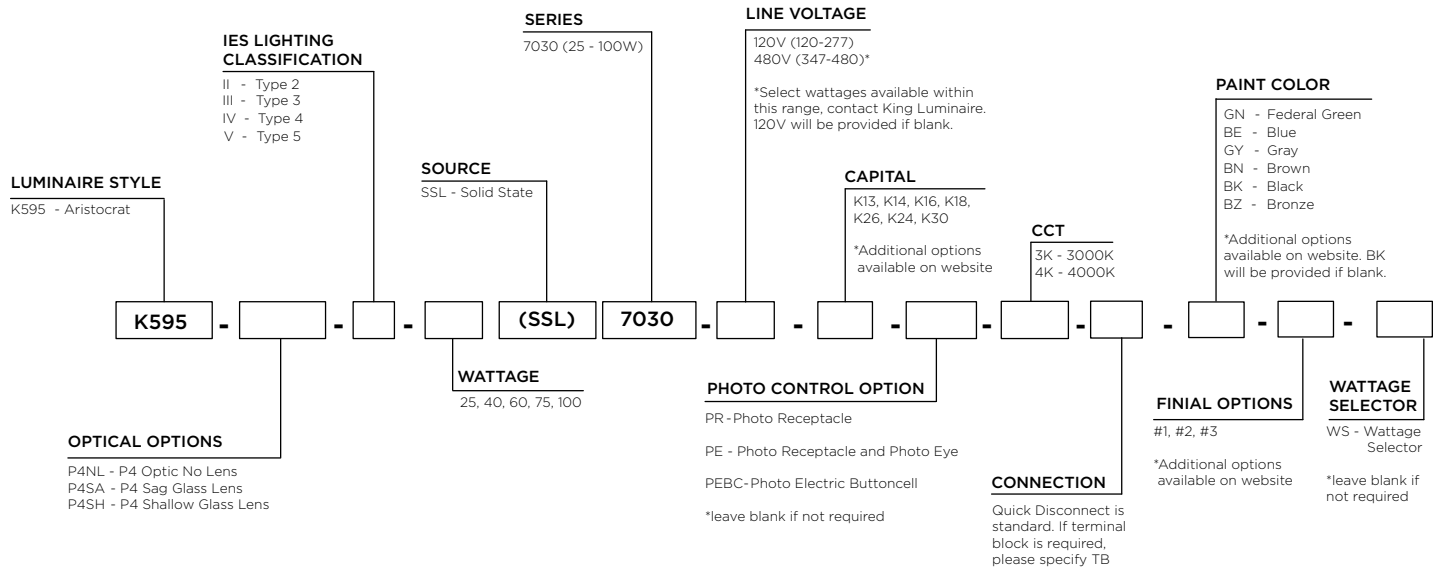 LUMINAIRE STYLE
K595 - Aristocrat
IES LIGHTING
CLASSIFICATION
II - Type 2
III - Type 3
IV - Type 4
V - Type 5
SOURCE
SSL - Solid State
SERIES
7030 (25 - 100W)
LINE VOLTAGE
120V (120-277)
480V (347-480)*
*Select wattages available within
this range, contact King Luminaire.
120V will be provided if blank.
CAPITAL
K13, K14, K16, K18,
K26, K24, K30
*Additional options
available on website
CCT
3K - 3000K
4K - 4000K
PAINT COLOR
GN - Federal Green
BE - Blue
GY - Gray
BN - Brown
BK - Black
BZ - Bronze
*Additional options
available on website. BK
will be provided if blank.
K595 - - - (SSL) 7030 - - - - - - - -
OPTICAL OPTIONS
P4NL - P4 Optic No Lens
P4SA - P4 Sag Glass Lens
P4SH - P4 Shallow Glass Lens
WATTAGE
25, 40, 60, 75, 100
PHOTO CONTROL OPTION
PR - Photo Receptacle
PE - Photo Receptacle and Photo Eye
PEBC - Photo Electric Buttoncell
*leave blank if not required
CONNECTION
Quick Disconnect is
standard. If terminal
block is required,
please specify TB
FINIAL OPTIONS
#1, #2, #3
*Additional options
available on website
WATTAGE
SELECTOR
WS - Wattage
Selector
*leave blank if
not required